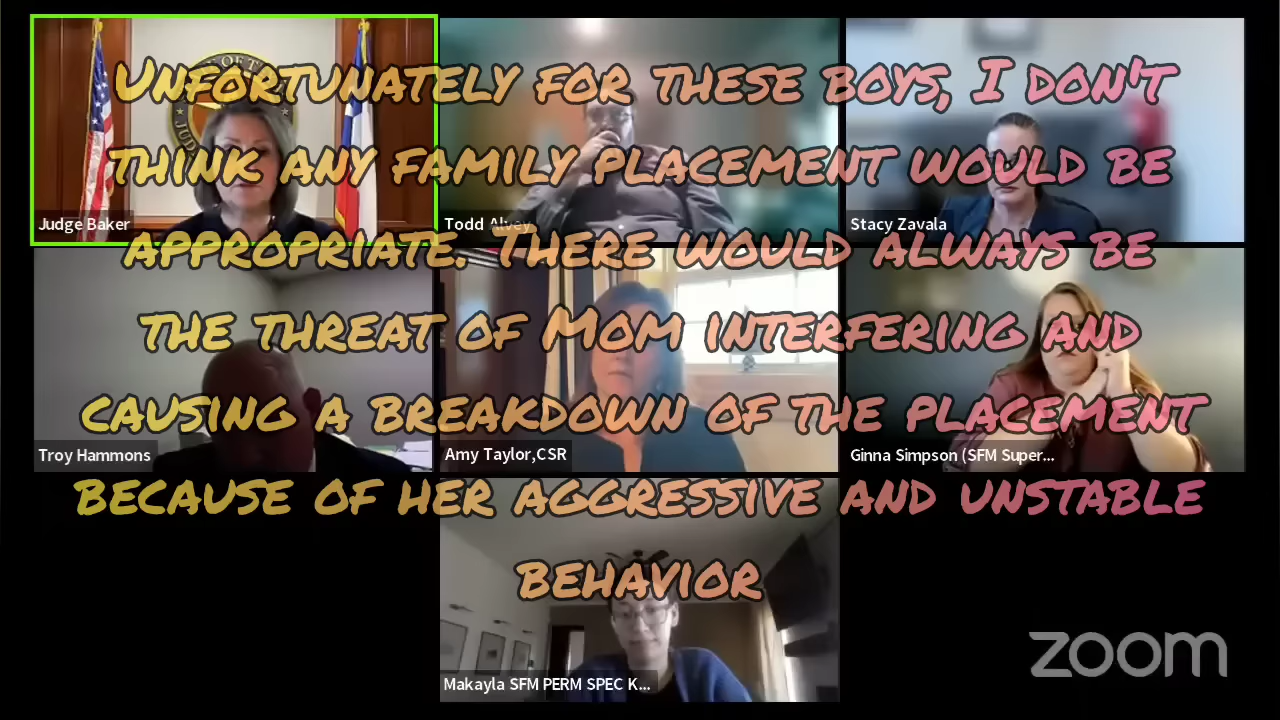 Unfortunately for these boys, I don't
think any family placement would be
appropriate. There would always be
the threat of Mom interfering and
causing a breakdown of the placement
because of her aggressive and unstable
behavior
Judge Baker
Todd Alvey
Stacy Zavala
Troy Hammons
Amy Taylor,CSR
Ginna Simpson (SFM Super...
Makayla SFM PERM SPEC K...
zoom